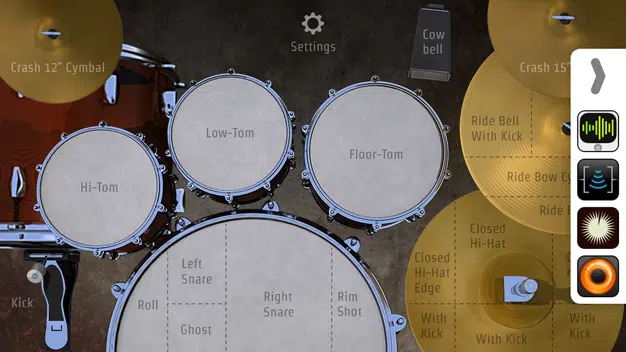 Crash 12" Cymbal
Settings
Cow
bell
Crash 15"
Ride Bell
With Kick
Low-Tom
Floor-Tom
Hi-Tom
Ride Bow
Ride
Closed
Hi-Hat
Closed
Hi-Hat
Edge
Left
Snare
Roll
Right
Snare
Rim
Shot
Ghost
Kick
With
Kick
With Kick
With
Kick